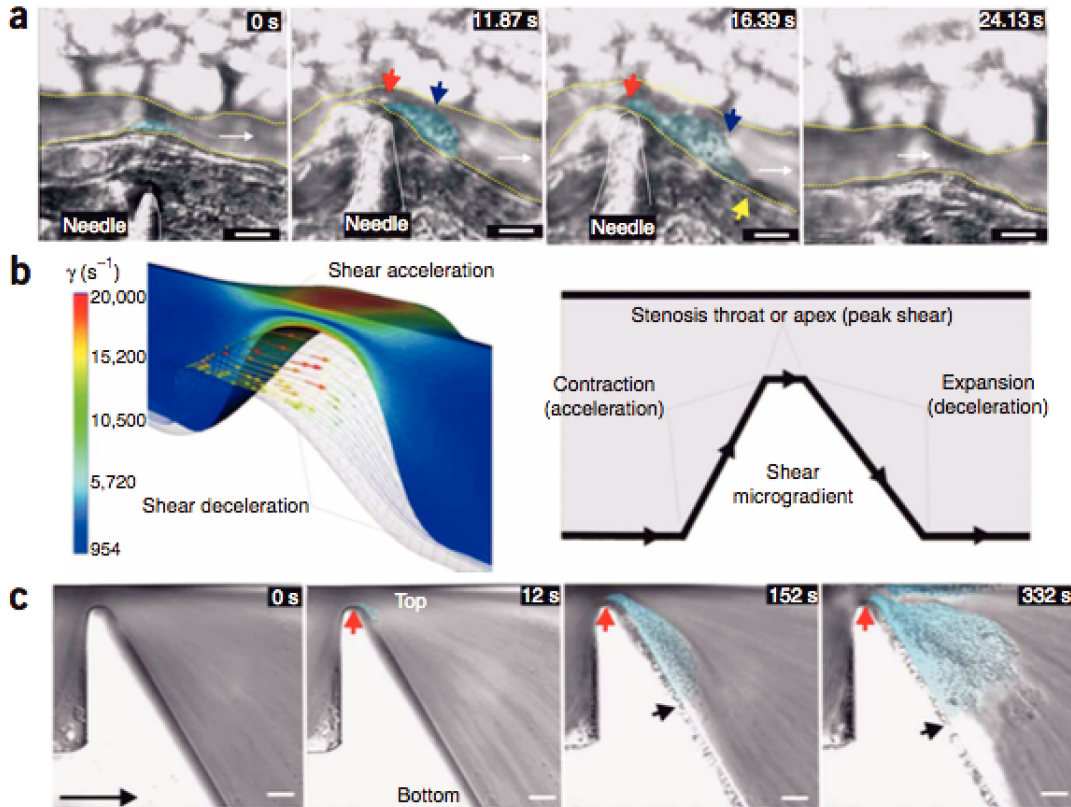 a
0 s
11.87 s
16.39 s
24.13 s
Needle
Needle
Needle
b
γ (s−1)
20,000
15,200
10,500
5,720
954
Shear acceleration
Shear deceleration
Stenosis throat or apex (peak shear)
Contraction
(acceleration)
Expansion
(deceleration)
Shear
microgradient
c
0 s
12 s
152 s
332 s
Top
Bottom